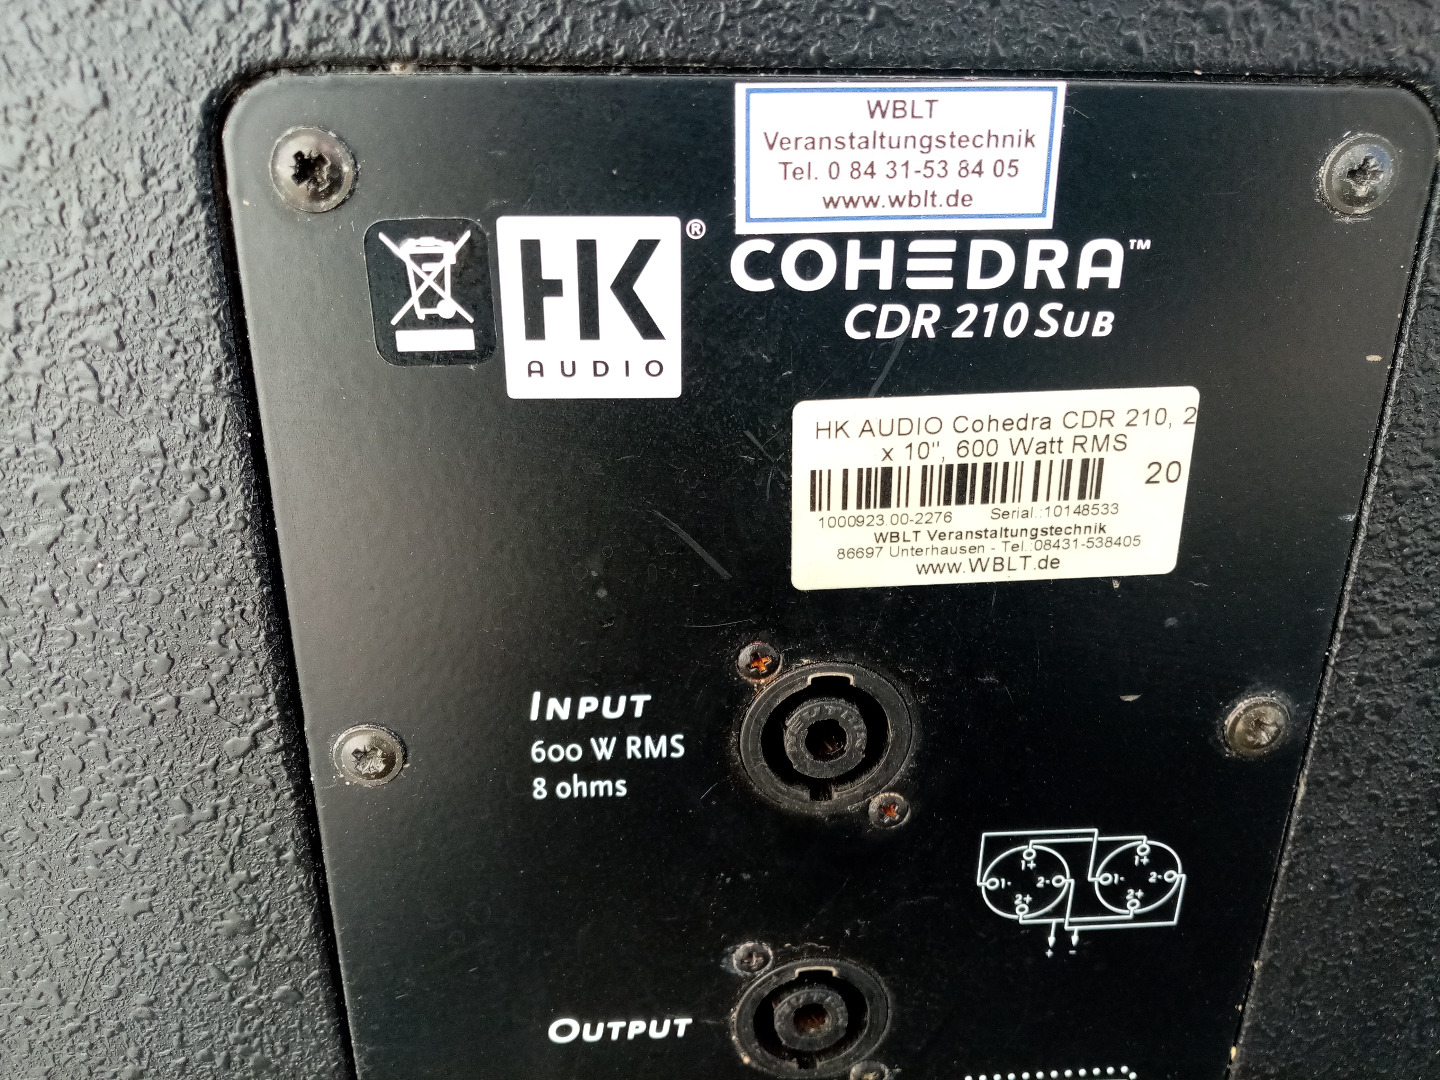 WBLT
Veranstaltungstechnik
Tel. 0 84 31-53 84 05
www.wblt.de
HK®
AUDIO
COHEDRA™
CDR 210 SUB
HK AUDIO Cohedra CDR 210, 2
x 10", 600 Watt RMS
20
1000923.00-2276 Serial.:10148533
WBLT Veranstaltungstechnik
86697 Unterhausen - Tel.:08431-538405
www.WBLT.de
INPUT
600 W RMS
8 ohms
1+ 1+
1- 2- 1- 2-
2+ 2+
+ -
OUTPUT